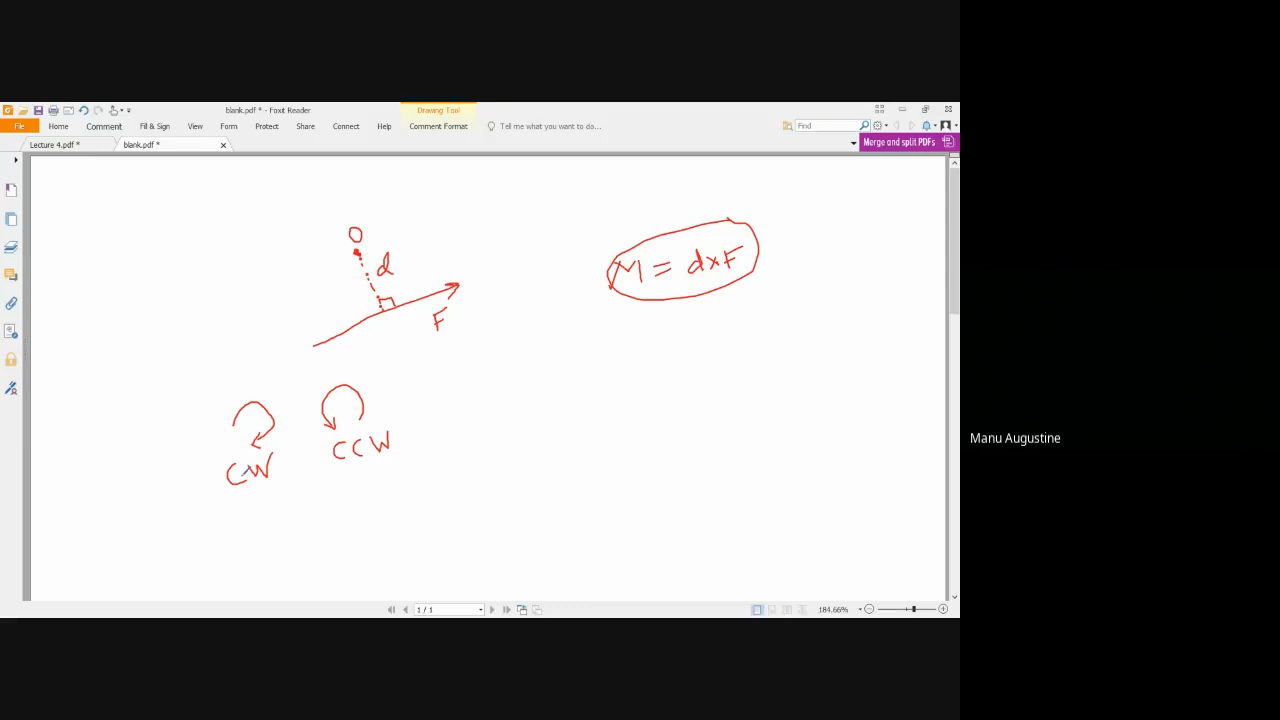 blank.pdf * - Foxit Reader
Drawing Tool
File Home Comment Fill & Sign View Form Protect Share Connect Help Comment Format Tell me what you want to do... Find
Lecture 4.pdf * blank.pdf * Merge and split PDFs
O
d
F
M = d×F
CW
CCW
Manu Augustine
1 / 1
184.66%